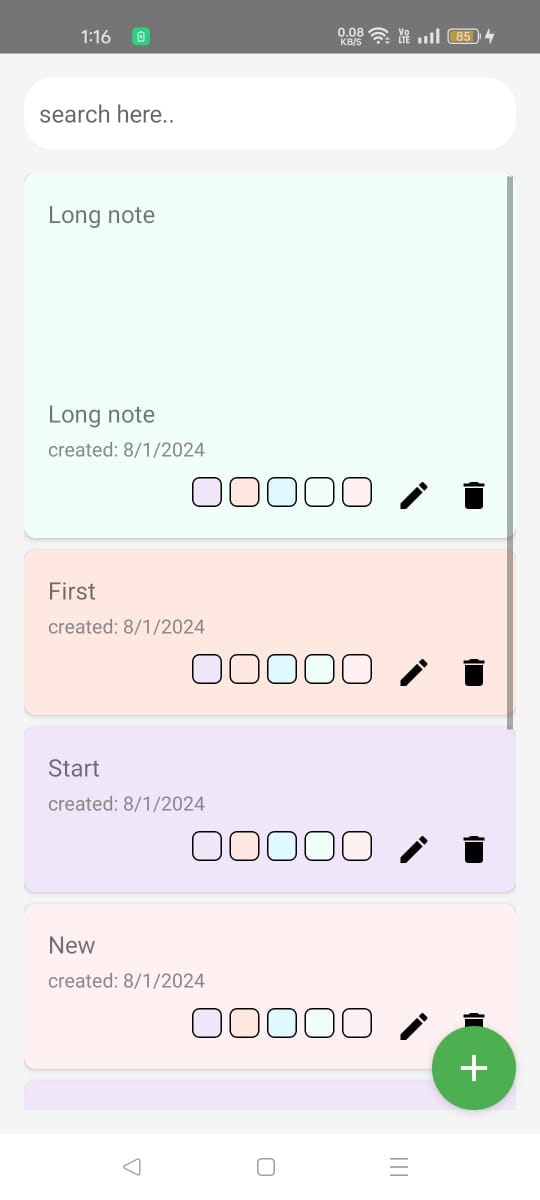 1:16
0.08
KB/S
Vo
LTE
85
search here..
Long note
Long note
created: 8/1/2024
First
created: 8/1/2024
Start
created: 8/1/2024
New
created: 8/1/2024